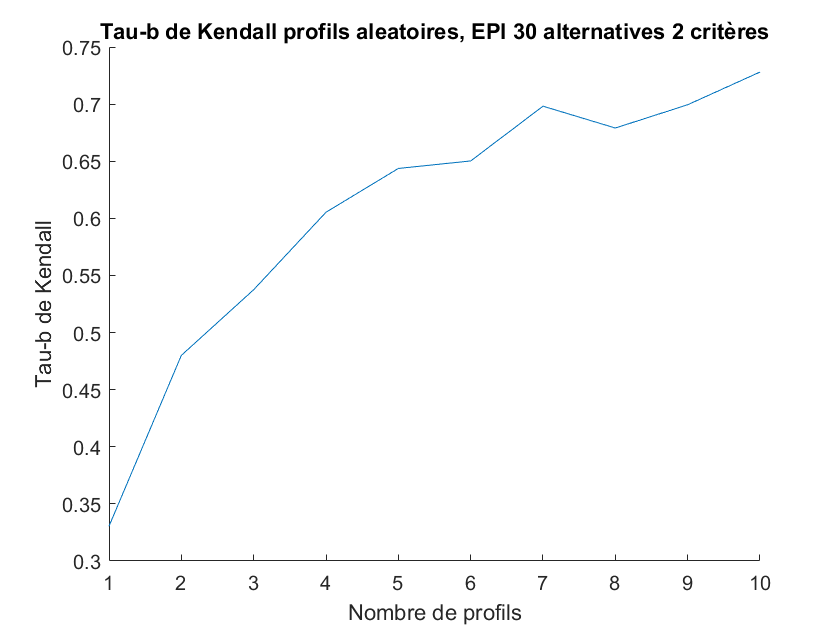 Tau-b de Kendall profils aleatoires, EPI 30 alternatives 2 critères
0.75
0.7
0.65
0.6
0.55
0.5
0.45
0.4
0.35
0.3
Tau-b de Kendall
1 2 3 4 5 6 7 8 9 10
Nombre de profils